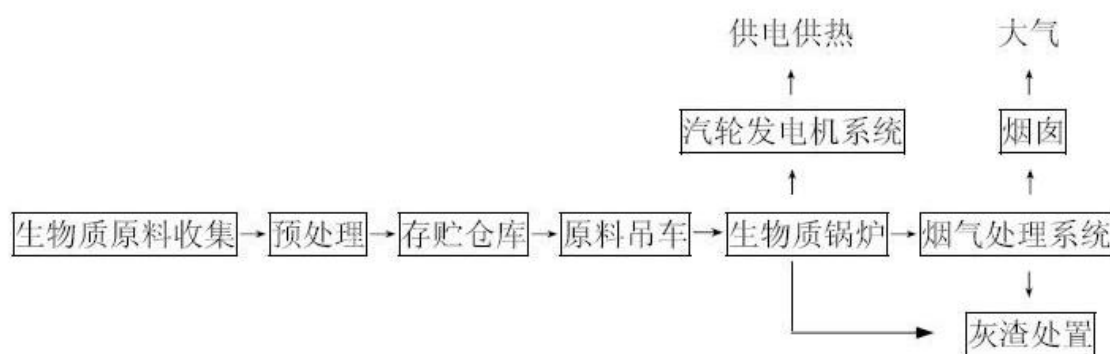 供电供热 大气
汽轮发电机系统 烟囱
生物质原料收集 预处理 存贮仓库 原料吊车 生物质锅炉 烟气处理系统
灰渣处置